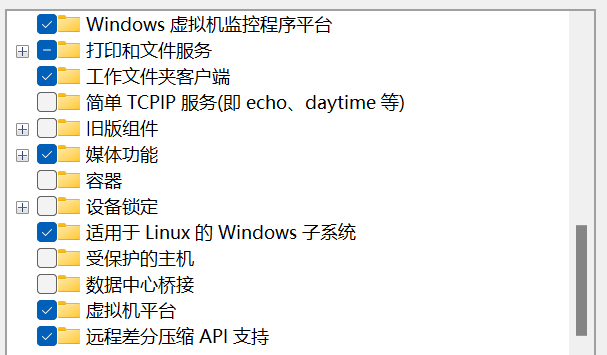 Windows 虚拟机监控程序平台
打印和文件服务
工作文件夹客户端
简单 TCPIP 服务(即 echo、daytime 等)
旧版组件
媒体功能
容器
设备锁定
适用于 Linux 的 Windows 子系统
受保护的主机
数据中心桥接
虚拟机平台
远程差分压缩 API 支持